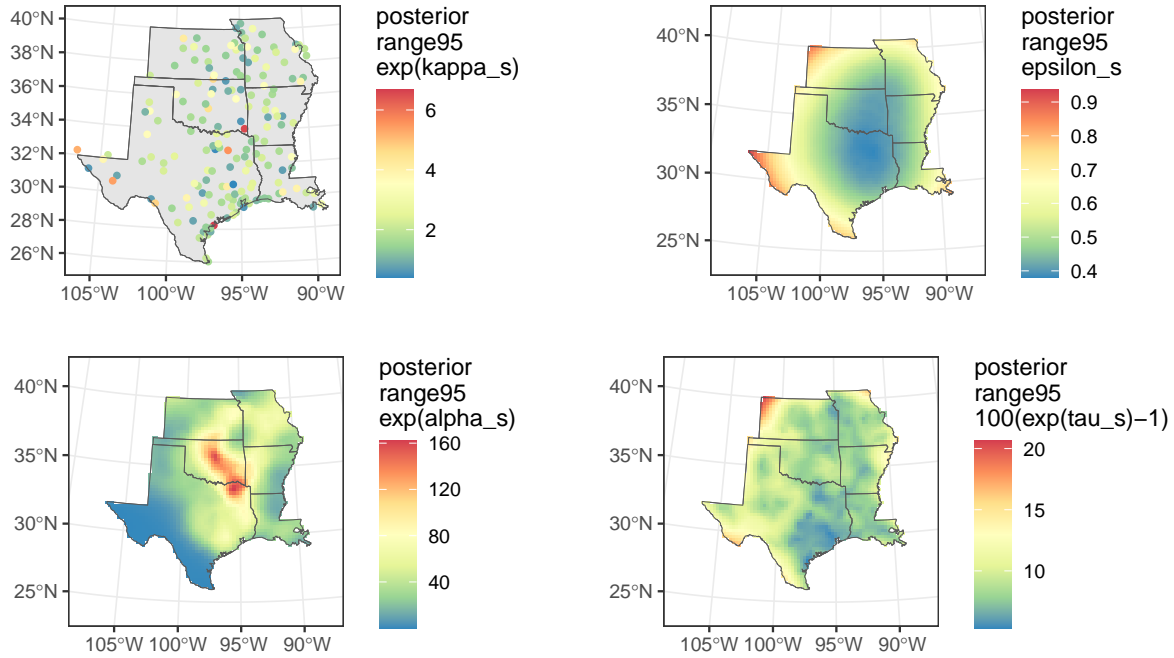 posterior
range95
exp(kappa_s)
6
4
2
40°N
38°N
36°N
34°N
32°N
30°N
28°N
26°N
105°W 100°W 95°W 90°W
posterior
range95
epsilon_s
0.9
0.8
0.7
0.6
0.5
0.4
40°N
35°N
30°N
25°N
105°W 100°W 95°W 90°W
posterior
range95
exp(alpha_s)
160
120
80
40
40°N
35°N
30°N
25°N
105°W 100°W 95°W 90°W
posterior
range95
100(exp(tau_s)−1)
20
15
10
40°N
35°N
30°N
25°N
105°W 100°W 95°W 90°W